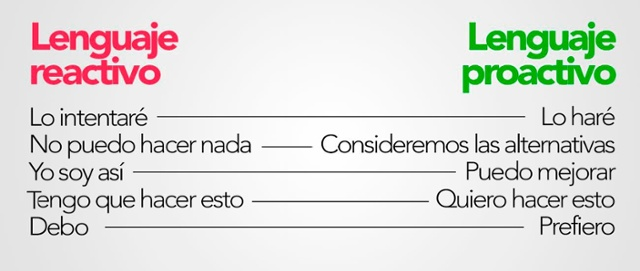 Lenguaje
reactivo
Lenguaje
proactivo
Lo intentaré Lo haré
No puedo hacer nada Consideremos las alternativas
Yo soy así Puedo mejorar
Tengo que hacer esto Quiero hacer esto
Debo Prefiero